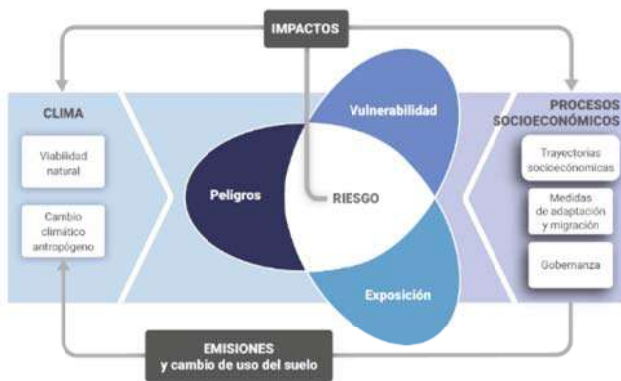 IMPACTOS
CLIMA
Viabilidad
natural
Cambio
climático
antropógeno
Vulnerabilidad
Peligros
RIESGO
Exposición
PROCESOS
SOCIOECONÓMICOS
Trayectorias
socioecónomicas
Medidas
de adaptación
y migración
Gobernanza
EMISIONES
y cambio de uso del suelo